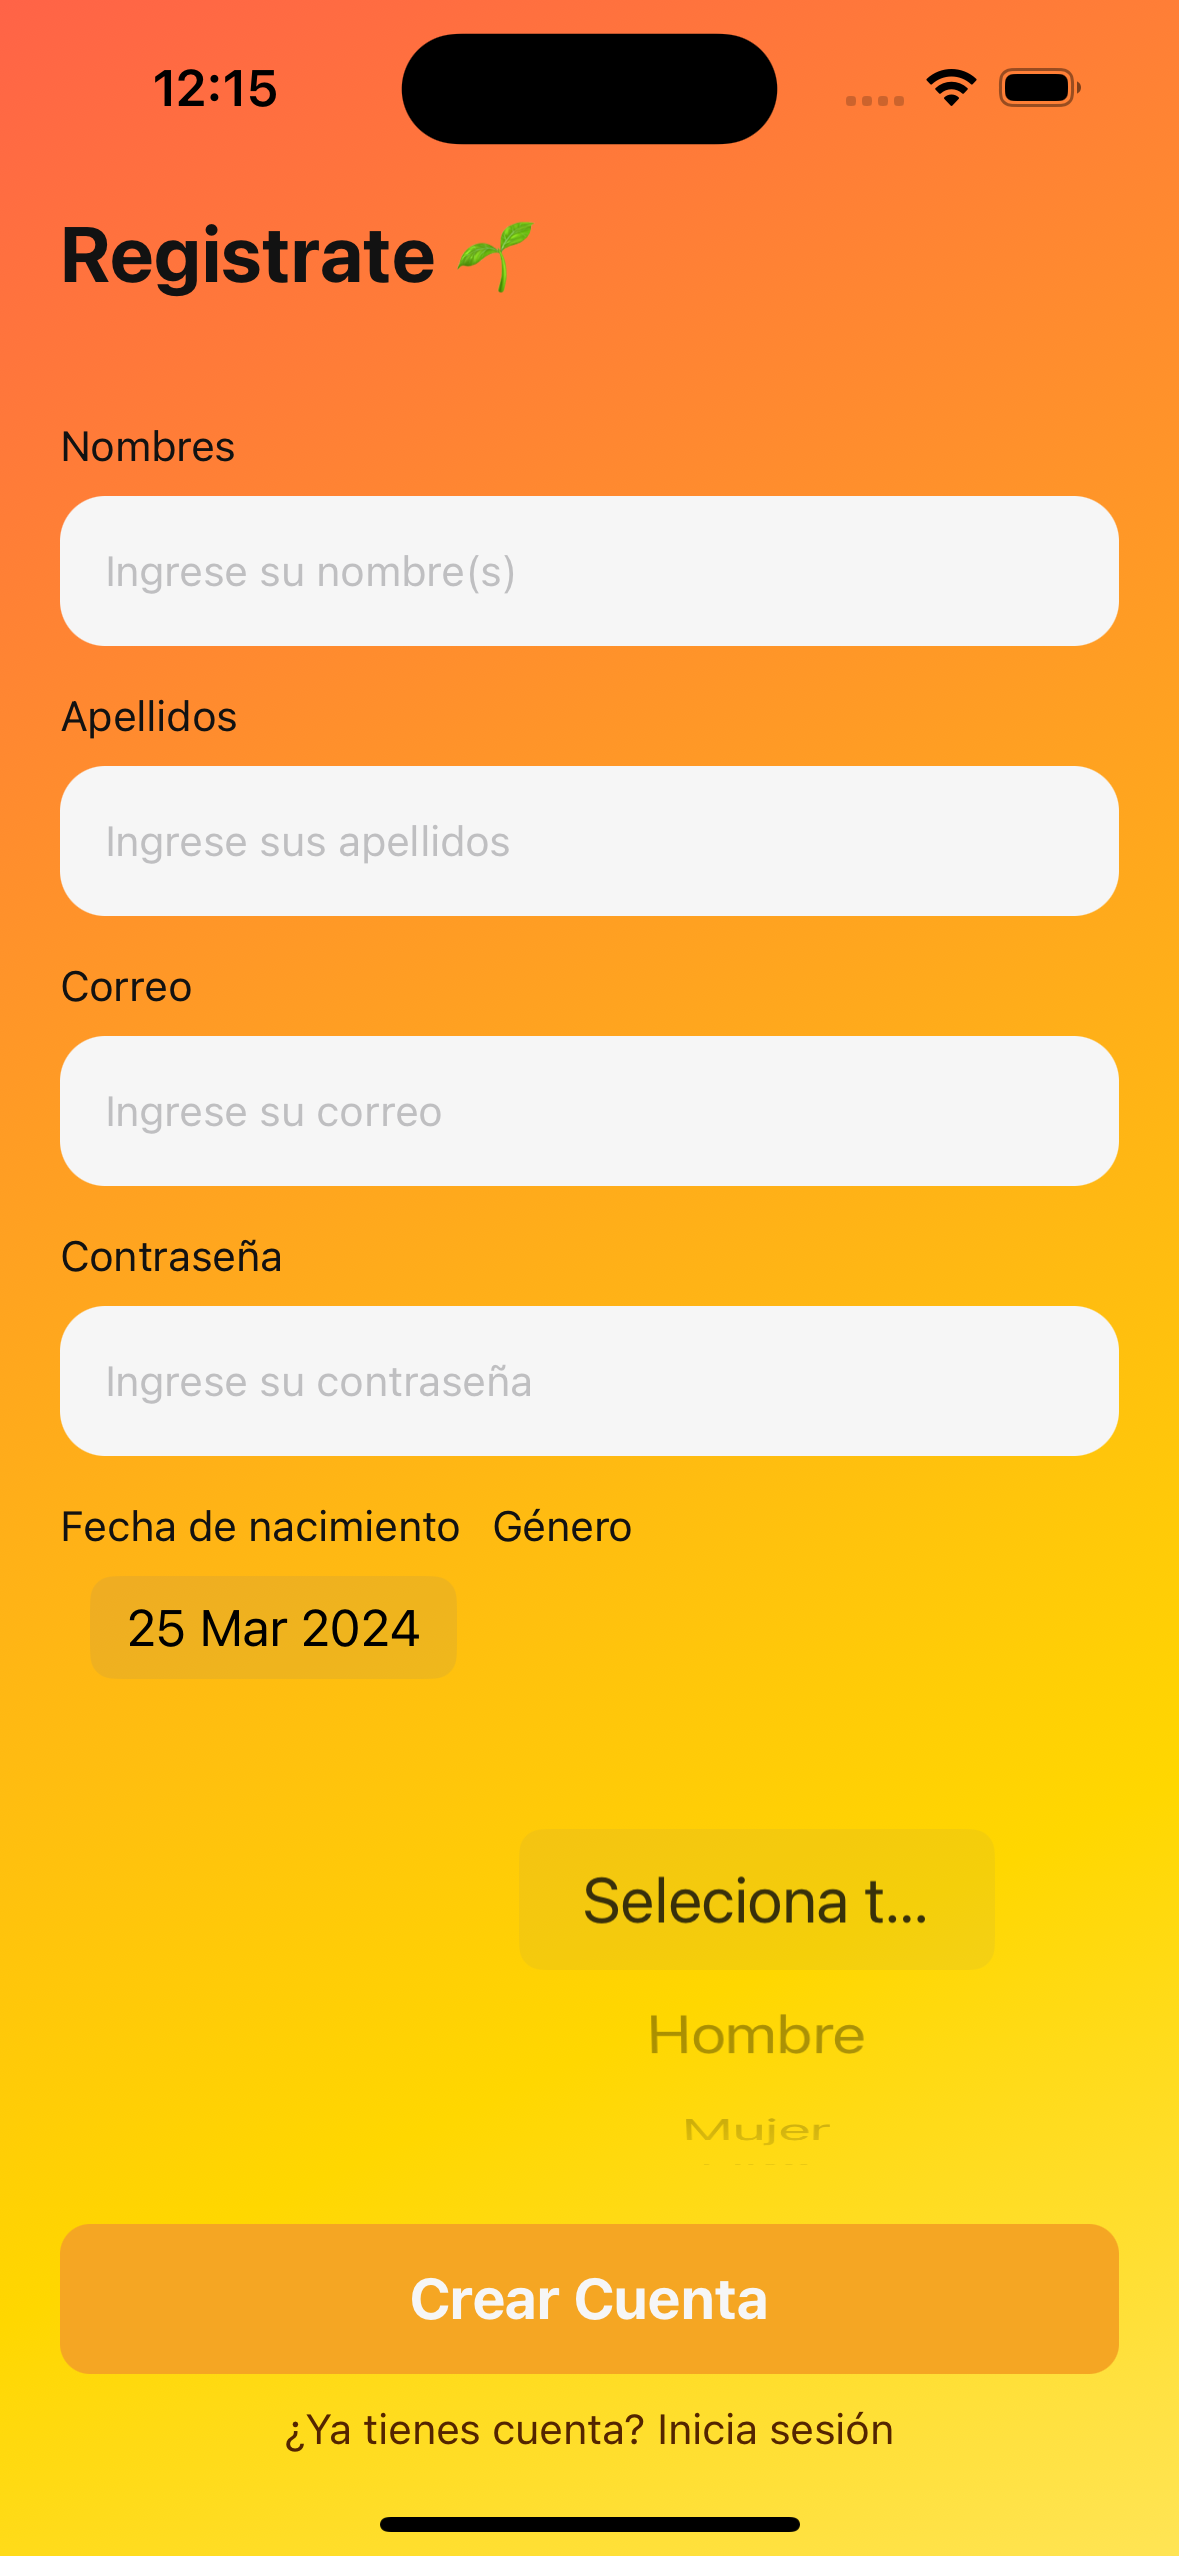 12:15
Registrate 🌱
Nombres
Ingrese su nombre(s)
Apellidos
Ingrese sus apellidos
Correo
Ingrese su correo
Contraseña
Ingrese su contraseña
Fecha de nacimiento Género
25 Mar 2024
Seleciona t...
Hombre
Mujer
Crear Cuenta
¿Ya tienes cuenta? Inicia sesión